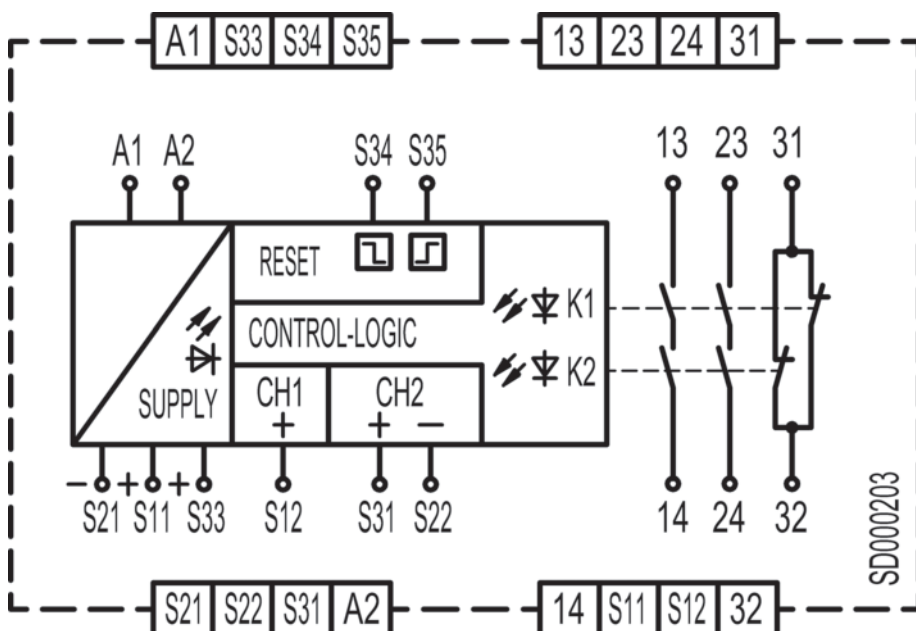 A1 S33 S34 S35 13 23 24 31
A1 A2 S34 S35 13 23 31
RESET
K1
CONTROL-LOGIC
K2
SUPPLY CH1 CH2
+ + −
− + +
S21 S11 S33 S12 S31 S22 14 24 32
SD000203
S21 S22 S31 A2 14 S11 S12 32